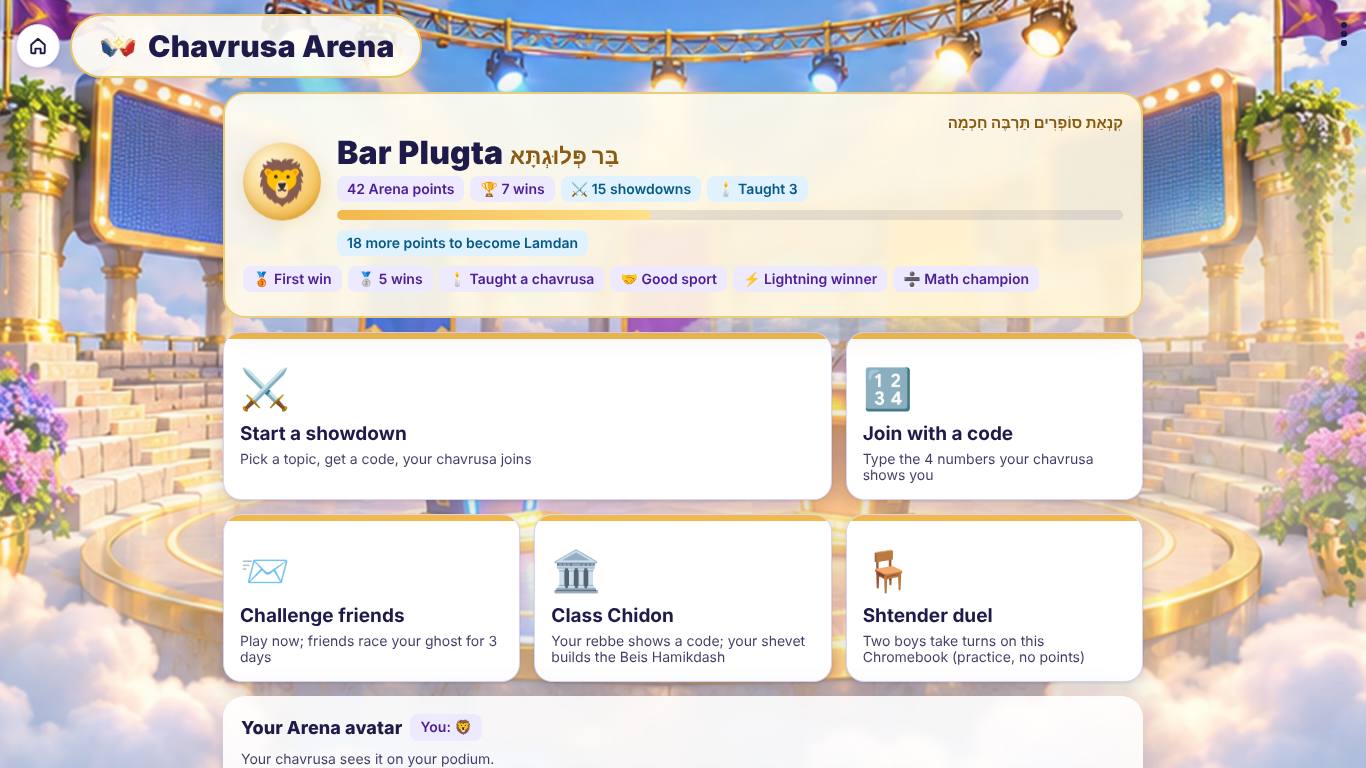 Chavrusa Arena
קִנְאַת סוֹפְרִים תַּרְבֶּה חָכְמָה
Bar Plugta בַּר פְּלוּגְתָּא
42 Arena points 🏆 7 wins ⚔️ 15 showdowns 🕯️ Taught 3
18 more points to become Lamdan
🥉 First win 🥈 5 wins 🕯️ Taught a chavrusa 🤝 Good sport ⚡ Lightning winner ➗ Math champion
Start a showdown
Pick a topic, get a code, your chavrusa joins
1 2
3 4
Join with a code
Type the 4 numbers your chavrusa
shows you
Challenge friends
Play now; friends race your ghost for 3
days
Class Chidon
Your rebbe shows a code; your shevet
builds the Beis Hamikdash
Shtender duel
Two boys take turns on this
Chromebook (practice, no points)
Your Arena avatar You: 🦁
Your chavrusa sees it on your podium.